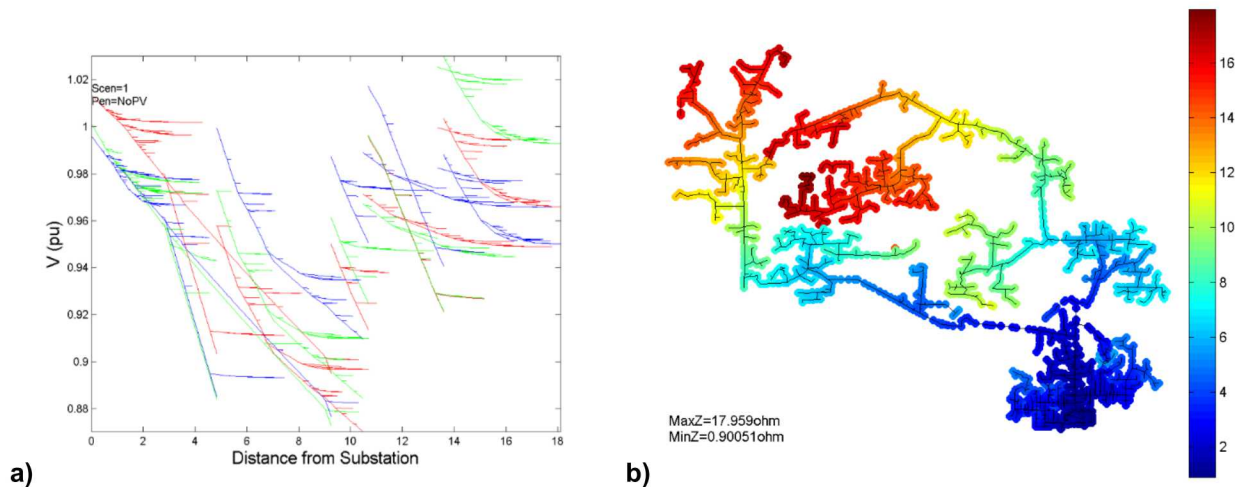 1.02
Scen=1
Pen=NoPV
1
0.98
0.96
0.94
0.92
0.9
0.88
V (pu)
0 2 4 6 8 10 12 14 16 18
Distance from Substation
a)
MaxZ=17.959ohm
MinZ=0.90051ohm
16
14
12
10
8
6
4
2
b)